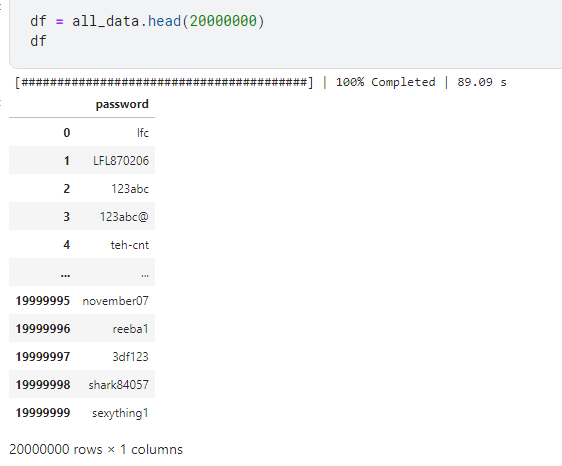 df = all_data.head(20000000)
df
[########################################] | 100% Completed | 89.09 s
password
0 lfc
1 LFL870206
2 123abc
3 123abc@
4 teh-cnt
... ...
19999995 november07
19999996 reeba1
19999997 3df123
19999998 shark84057
19999999 sexything1
20000000 rows × 1 columns